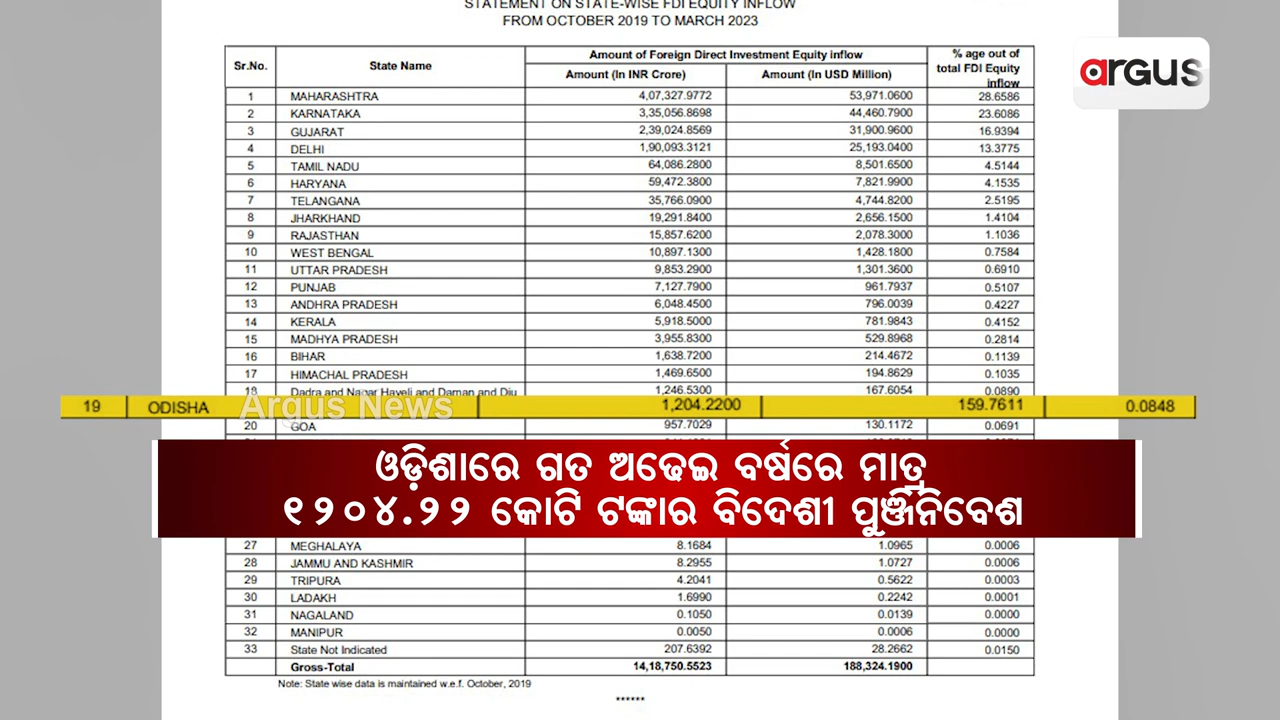 STATEMENT ON STATE-WISE FDI EQUITY INFLOW
FROM OCTOBER 2019 TO MARCH 2023
Sr.No. State Name Amount of Foreign Direct Investment Equity inflow % age out of total FDI Equity inflow
Amount (In INR Crore) Amount (In USD Million)
argus
1 MAHARASHTRA 4,07,327.9772 53,971.0600 28.6586
2 KARNATAKA 3,35,056.8698 44,460.7900 23.6086
3 GUJARAT 2,39,024.8569 31,900.9600 16.9394
4 DELHI 1,90,093.3121 25,193.0400 13.3775
5 TAMIL NADU 64,086.2800 8,501.6500 4.5144
6 HARYANA 59,472.3800 7,821.9900 4.1535
7 TELANGANA 35,766.0900 4,744.8200 2.5195
8 JHARKHAND 19,291.8400 2,656.1500 1.4104
9 RAJASTHAN 15,857.6200 2,078.3000 1.1036
10 WEST BENGAL 10,897.1300 1,428.1800 0.7584
11 UTTAR PRADESH 9,853.2900 1,301.3600 0.6910
12 PUNJAB 7,127.7900 961.7937 0.5107
13 ANDHRA PRADESH 6,048.4500 796.0039 0.4227
14 KERALA 5,918.5000 781.9843 0.4152
15 MADHYA PRADESH 3,955.8300 529.8968 0.2814
16 BIHAR 1,638.7200 214.4672 0.1139
17 HIMACHAL PRADESH 1,469.6500 194.8629 0.1035
18 Dadra and Nagar Haveli and Daman and Diu 1,246.5300 167.6054 0.0890
19 ODISHA 1,204.2200 159.7611 0.0848
Argus News
20 GOA 957.7029 130.1172 0.0691
ଓଡ଼ିଶାରେ ଗତ ଅଢେଇ ବର୍ଷରେ ମାତ୍ର
୧୨୦୪.୨୨ କୋଟି ଟଙ୍କାର ବିଦେଶୀ ପୁଞ୍ଜିନିବେଶ
27 MEGHALAYA 8.1684 1.0965 0.0006
28 JAMMU AND KASHMIR 8.2955 1.0727 0.0006
29 TRIPURA 4.2041 0.5622 0.0003
30 LADAKH 1.6990 0.2242 0.0001
31 NAGALAND 0.1050 0.0139 0.0000
32 MANIPUR 0.0050 0.0006 0.0000
33 State Not Indicated 207.6392 28.2662 0.0150
Gross-Total 14,18,750.5523 188,324.1900
Note: State wise data is maintained w.e.f. October, 2019
******